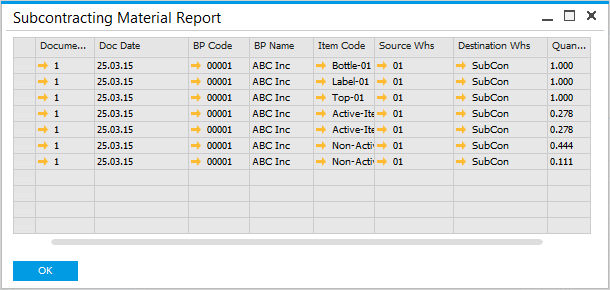 Subcontracting Material Report
Docume... Doc Date BP Code BP Name Item Code Source Whs Destination Whs Quan...
1 25.03.15 00001 ABC Inc Bottle-01 01 SubCon 1.000
1 25.03.15 00001 ABC Inc Label-01 01 SubCon 1.000
1 25.03.15 00001 ABC Inc Top-01 01 SubCon 1.000
1 25.03.15 00001 ABC Inc Active-Ite 01 SubCon 0.278
1 25.03.15 00001 ABC Inc Active-Ite 01 SubCon 0.278
1 25.03.15 00001 ABC Inc Non-Activ 01 SubCon 0.444
1 25.03.15 00001 ABC Inc Non-Activ 01 SubCon 0.111
OK